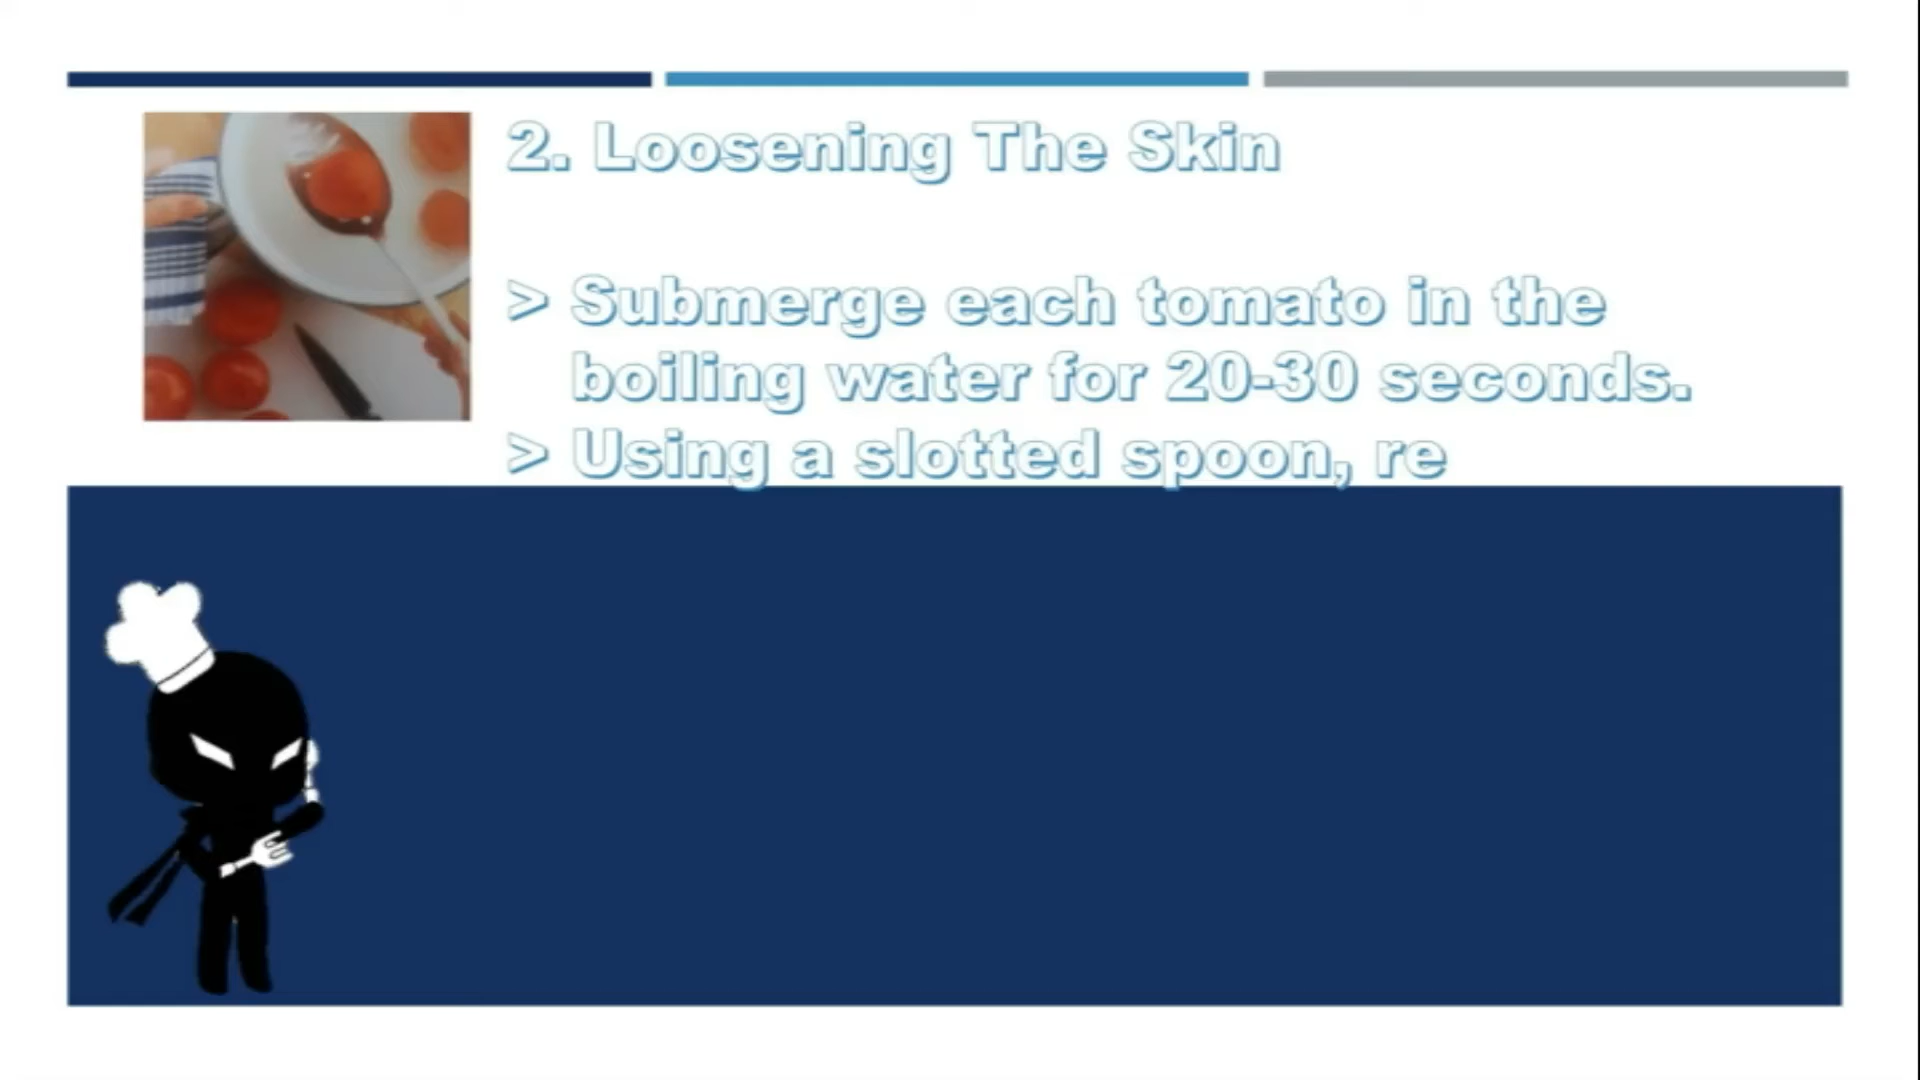 2. Loosening The Skin
> Submerge each tomato in the
boiling water for 20-30 seconds.
> Using a slotted spoon, re